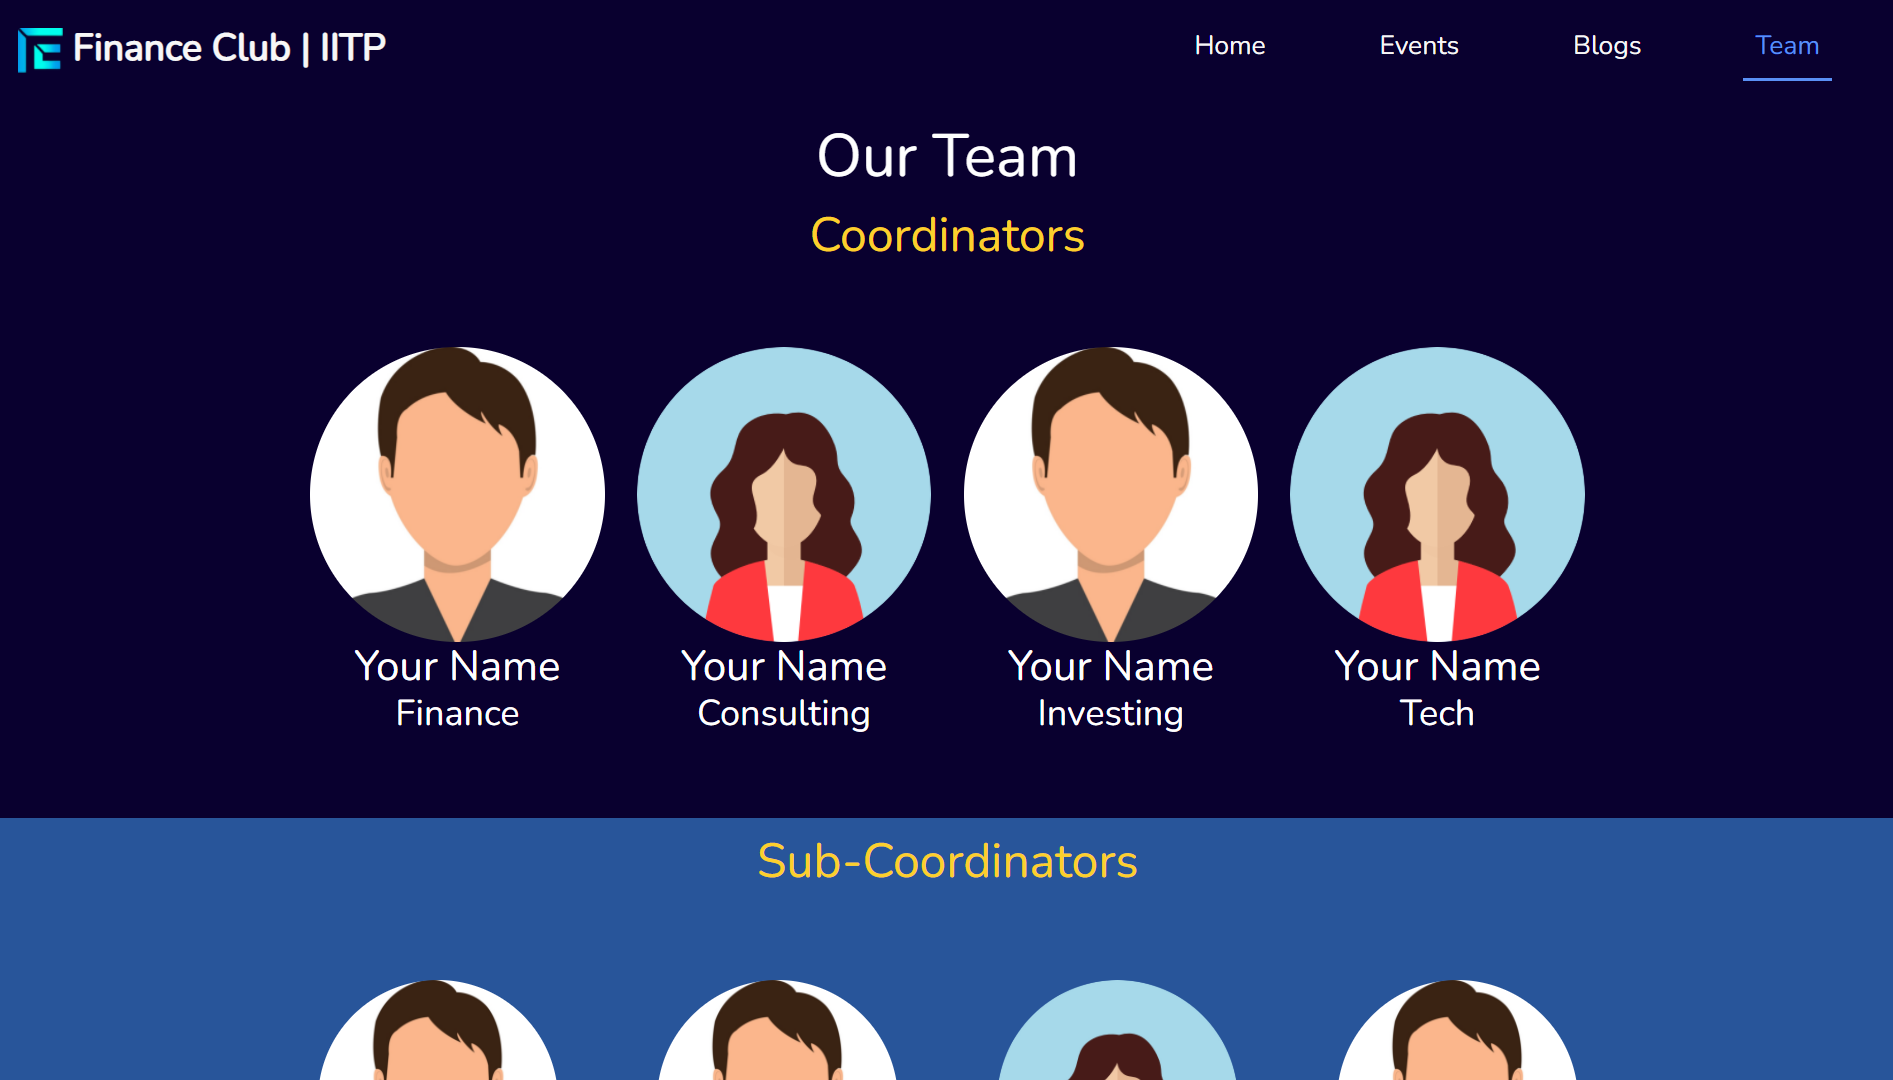 Finance Club | IITP
Home Events Blogs Team
Our Team
Coordinators
Your Name Your Name Your Name Your Name
Finance Consulting Investing Tech
Sub-Coordinators